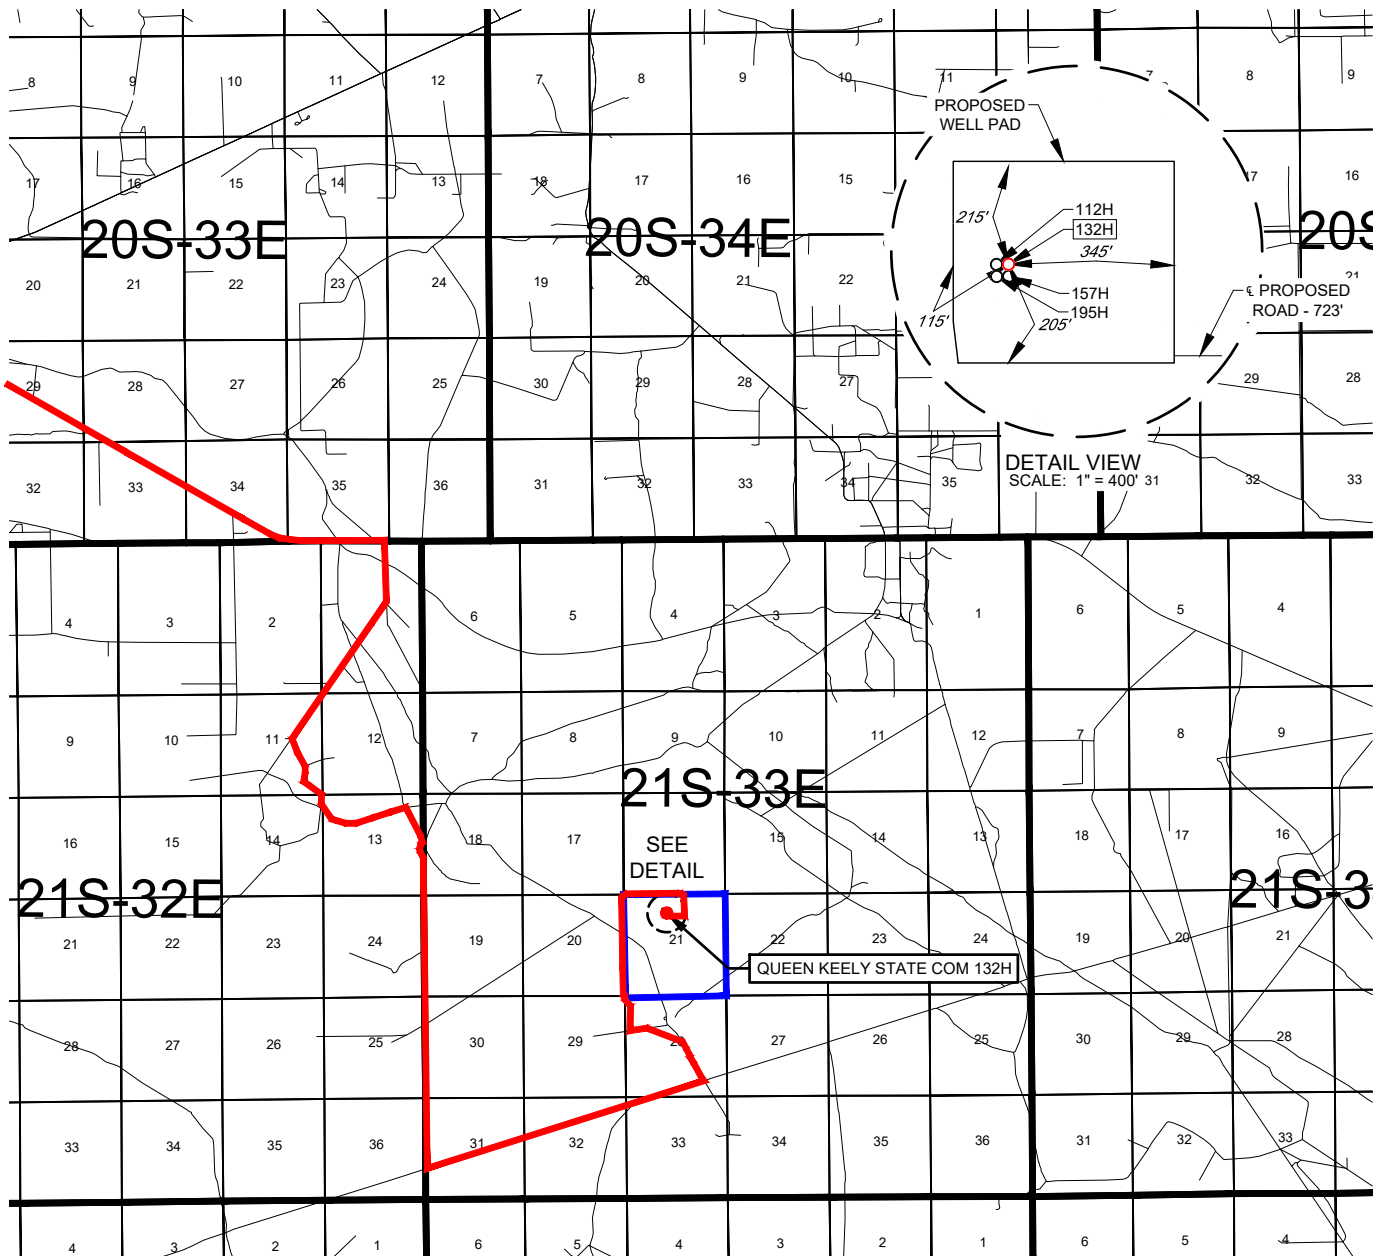 8 9 10 11 12 7 8 9 10 11 7 8 9
PROPOSED
WELL PAD
17 16 15 14 13 18 17 16 15 17 16
20S-33E 20S-34E
112H
132H
215'
345'
157H
195H
115'
205'
PROPOSED
ROAD - 723'
20 21 22 23 24 19 20 21 22 21
29 28 27 26 25 30 29 28 27 29 28
DETAIL VIEW
SCALE: 1" = 400'
32 33 34 35 36 31 32 33 34 35 31 32 33
4 3 2 6 5 4 3 2 1 6 5 4
9 10 11 12 7 8 9 10 11 12 7 8 9
21S-33E
16 15 14 13 18 17 15 14 13 18 17 16
SEE
DETAIL
21S-32E 21S-3
21 22 23 24 19 20 21 22 23 24 19 20 21
QUEEN KEELY STATE COM 132H
28 27 26 25 30 29 28 27 26 25 30 29 28
33 34 35 36 31 32 33 34 35 36 31 32 33
4 3 2 1 6 5 4 3 2 1 6 5 4